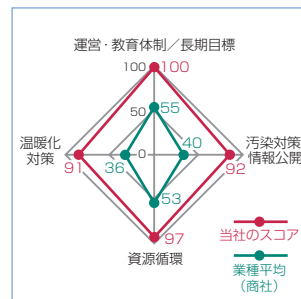 運営・教育体制／長期目標
100
100
50
55
温暖化
対策
0
40
汚染対策
情報公開
91
36
92
53
97
資源循環
当社のスコア
業種平均
（商社）